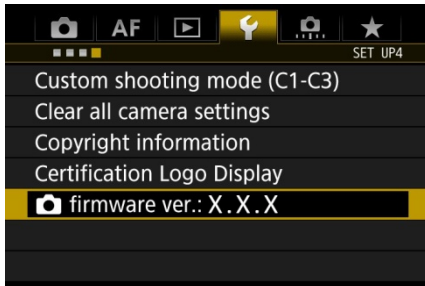 AF
SET UP4
Custom shooting mode (C1-C3)
Clear all camera settings
Copyright information
Certification Logo Display
firmware ver.: X.X.X